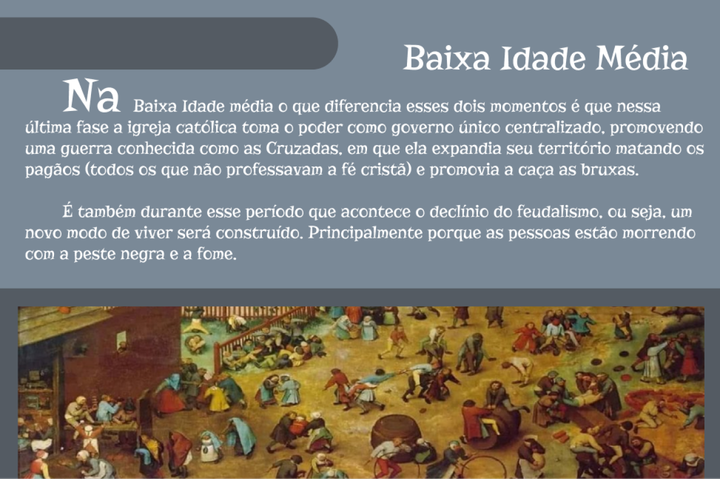 Baixa Idade Média
Na Baixa Idade média o que diferencia esses dois momentos é que nessa
última fase a igreja católica toma o poder como governo único centralizado, promovendo
uma guerra conhecida como as Cruzadas, em que ela expandia seu território matando os
pagãos (todos os que não professavam a fé cristã) e promovia a caça as bruxas.
É também durante esse período que acontece o declínio do feudalismo, ou seja, um
novo modo de viver será construído. Principalmente porque as pessoas estão morrendo
com a peste negra e a fome.